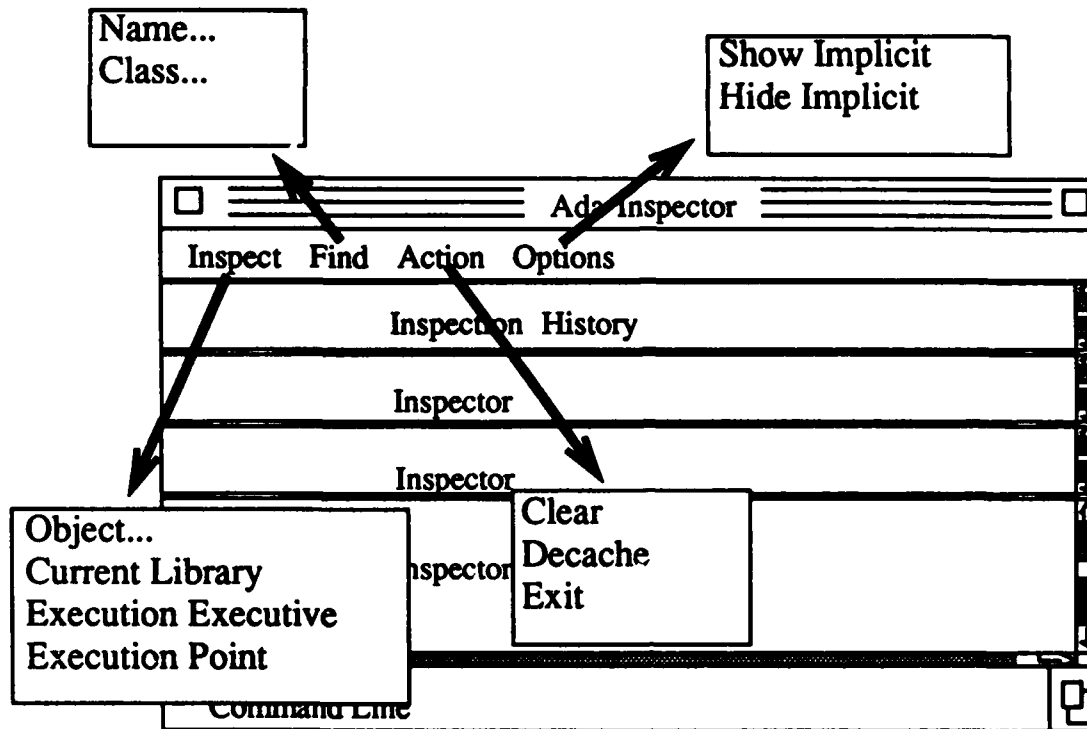 Name...
Class...
Show Implicit
Hide Implicit
Ada Inspector
Inspect Find Action Options
Inspection History
Inspector
Inspector
Object...
Current Library
Execution Executive
Execution Point
nspector
Clear
Decache
Exit
Command Line